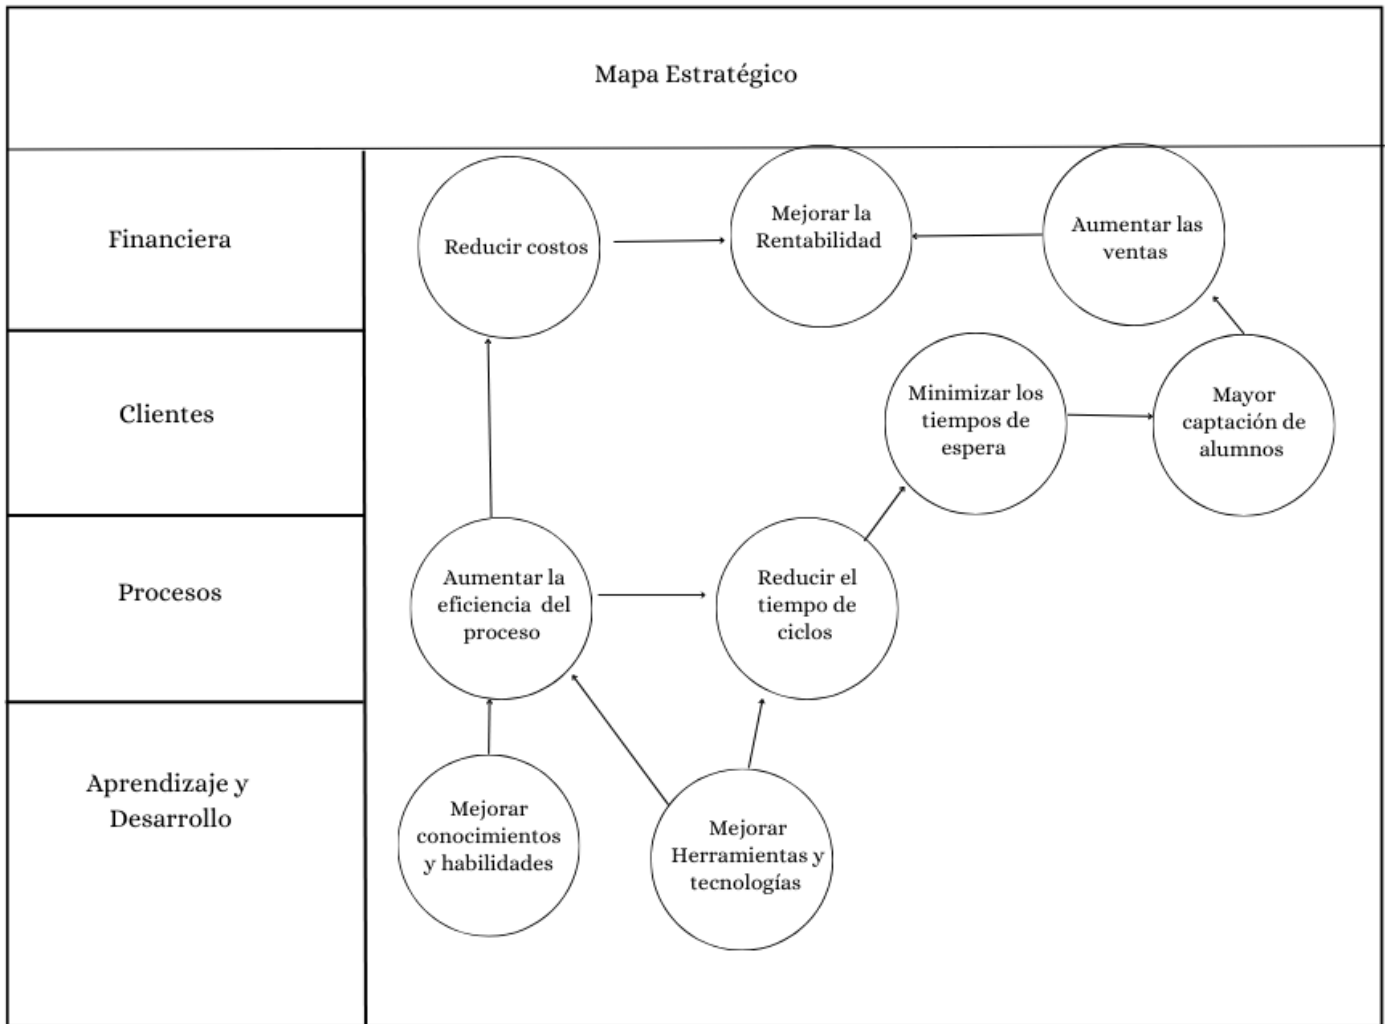 Mapa Estratégico
Financiera
Reducir costos
Mejorar la
Rentabilidad
Aumentar las
ventas
Clientes
Minimizar los
tiempos de
espera
Mayor
captación de
alumnos
Procesos
Aumentar la
eficiencia del
proceso
Reducir el
tiempo de
ciclos
Aprendizaje y
Desarrollo
Mejorar
conocimientos
y habilidades
Mejorar
Herramientas y
tecnologías